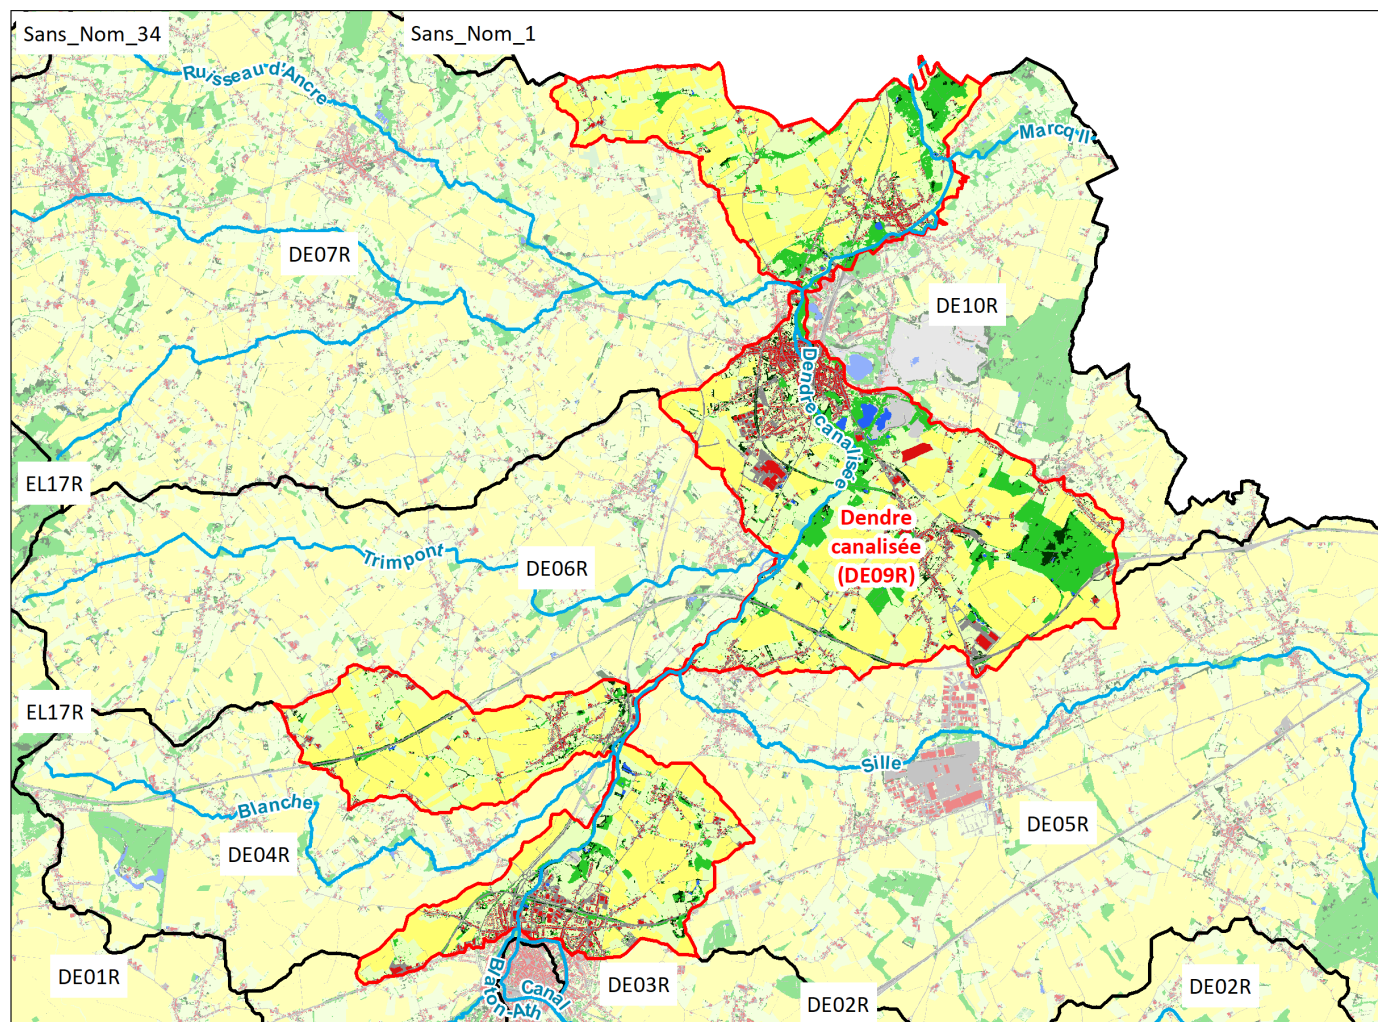 Sans_Nom_34
Sans_Nom_1
Ruisseau d'Ancre
Marcq II
DE07R
DE10R
Dendre canalisée
EL17R
Dendre
canalisée
(DE09R)
Trimpont
DE06R
EL17R
Sille
Blanche
DE05R
DE04R
DE01R
DE03R
DE02R
DE02R
Canal
Blaton-Ath